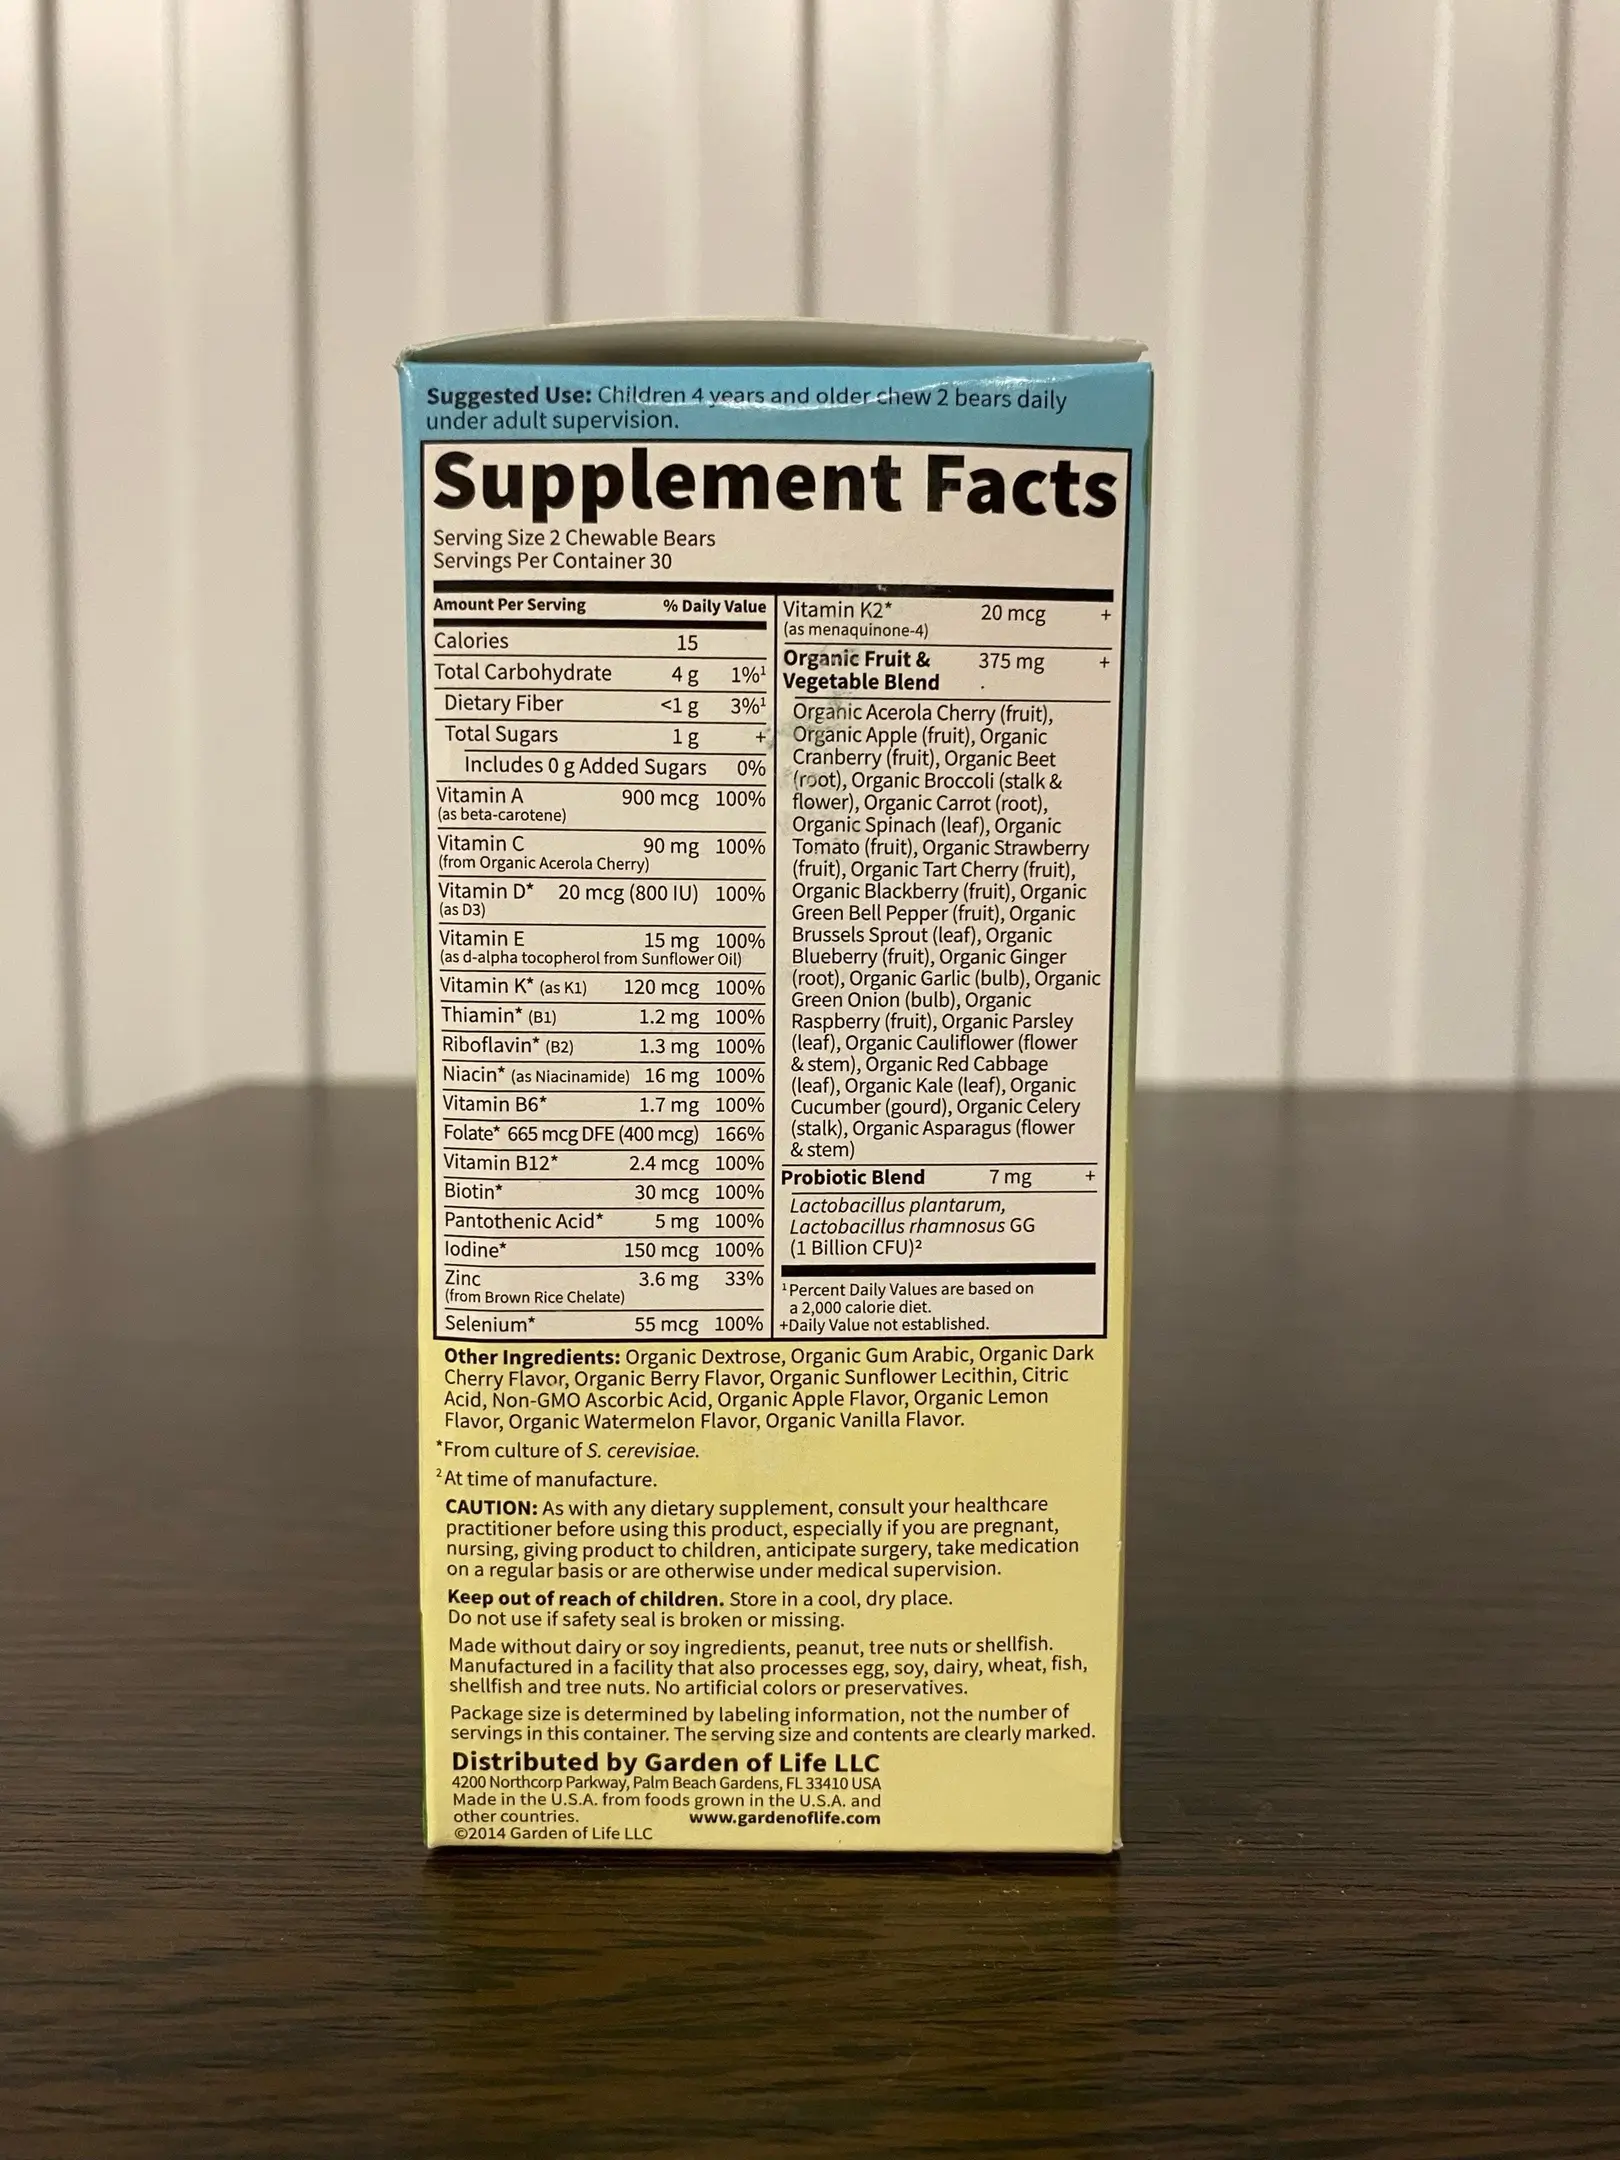 Suggested Use: Children 4 years and older chew 2 bears daily
under adult supervision.
Supplement Facts
Serving Size 2 Chewable Bears
Servings Per Container 30
Amount Per Serving % Daily Value
Calories 15
Total Carbohydrate 4 g 1%¹
Dietary Fiber <1 g 3%¹
Total Sugars 1 g +
Includes 0 g Added Sugars 0%
Vitamin A 900 mcg 100%
(as beta-carotene)
Vitamin C 90 mg 100%
(from Organic Acerola Cherry)
Vitamin D* 20 mcg (800 IU) 100%
(as D3)
Vitamin E 15 mg 100%
(as d-alpha tocopherol from Sunflower Oil)
Vitamin K* (as K1) 120 mcg 100%
Thiamin* (B1) 1.2 mg 100%
Riboflavin* (B2) 1.3 mg 100%
Niacin* (as Niacinamide) 16 mg 100%
Vitamin B6* 1.7 mg 100%
Folate* 665 mcg DFE (400 mcg) 166%
Vitamin B12* 2.4 mcg 100%
Biotin* 30 mcg 100%
Pantothenic Acid* 5 mg 100%
Iodine* 150 mcg 100%
Zinc 3.6 mg 33%
(from Brown Rice Chelate)
Selenium* 55 mcg 100%
Vitamin K2* 20 mcg +
(as menaquinone-4)
Organic Fruit & 375 mg +
Vegetable Blend
Organic Acerola Cherry (fruit),
Organic Apple (fruit), Organic
Cranberry (fruit), Organic Beet
(root), Organic Broccoli (stalk &
flower), Organic Carrot (root),
Organic Spinach (leaf), Organic
Tomato (fruit), Organic Strawberry
(fruit), Organic Tart Cherry (fruit),
Organic Blackberry (fruit), Organic
Green Bell Pepper (fruit), Organic
Brussels Sprout (leaf), Organic
Blueberry (fruit), Organic Ginger
(root), Organic Garlic (bulb), Organic
Green Onion (bulb), Organic
Raspberry (fruit), Organic Parsley
(leaf), Organic Cauliflower (flower
& stem), Organic Red Cabbage
(leaf), Organic Kale (leaf), Organic
Cucumber (gourd), Organic Celery
(stalk), Organic Asparagus (flower
& stem)
Probiotic Blend 7 mg +
Lactobacillus plantarum,
Lactobacillus rhamnosus GG
(1 Billion CFU)²
¹Percent Daily Values are based on
a 2,000 calorie diet.
+Daily Value not established.
Other Ingredients: Organic Dextrose, Organic Gum Arabic, Organic Dark
Cherry Flavor, Organic Berry Flavor, Organic Sunflower Lecithin, Citric
Acid, Non-GMO Ascorbic Acid, Organic Apple Flavor, Organic Lemon
Flavor, Organic Watermelon Flavor, Organic Vanilla Flavor.
*From culture of S. cerevisiae.
²At time of manufacture.
CAUTION: As with any dietary supplement, consult your healthcare
practitioner before using this product, especially if you are pregnant,
nursing, giving product to children, anticipate surgery, take medication
on a regular basis or are otherwise under medical supervision.
Keep out of reach of children. Store in a cool, dry place.
Do not use if safety seal is broken or missing.
Made without dairy or soy ingredients, peanut, tree nuts or shellfish.
Manufactured in a facility that also processes egg, soy, dairy, wheat, fish,
shellfish and tree nuts. No artificial colors or preservatives.
Package size is determined by labeling information, not the number of
servings in this container. The serving size and contents are clearly marked.
Distributed by Garden of Life LLC
4200 Northcorp Parkway, Palm Beach Gardens, FL 33410 USA
Made in the U.S.A. from foods grown in the U.S.A. and
other countries. www.gardenoflife.com
©2014 Garden of Life LLC